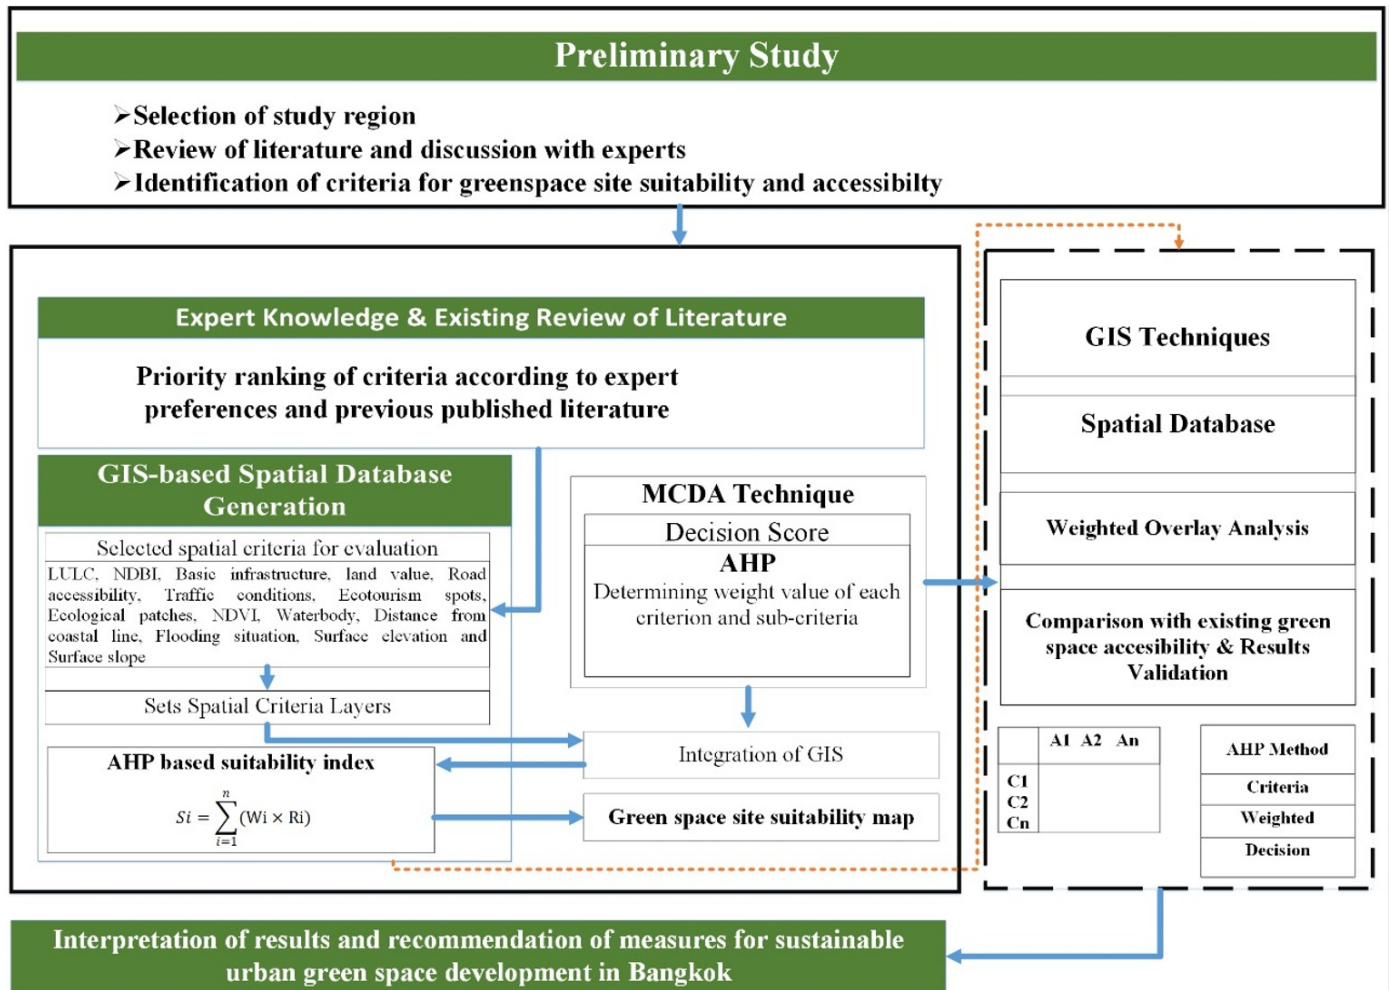 Preliminary Study
➢Selection of study region
➢Review of literature and discussion with experts
➢Identification of criteria for greenspace site suitability and accessibilty
Expert Knowledge & Existing Review of Literature
Priority ranking of criteria according to expert
preferences and previous published literature
GIS-based Spatial Database
Generation
Selected spatial criteria for evaluation
LULC, NDBI, Basic infrastructure, land value, Road
accessibility, Traffic conditions, Ecotourism spots,
Ecological patches, NDVI, Waterbody, Distance from
coastal line, Flooding situation, Surface elevation and
Surface slope
Sets Spatial Criteria Layers
AHP based suitability index
Si = ∑_{i=1}^{n} (Wi × Ri)
MCDA Technique
Decision Score
AHP
Determining weight value of each
criterion and sub-criteria
Integration of GIS
Green space site suitability map
GIS Techniques
Spatial Database
Weighted Overlay Analysis
Comparison with existing green
space accesibility & Results
Validation
A1 A2 An
C1
C2
Cn
AHP Method
Criteria
Weighted
Decision
Interpretation of results and recommendation of measures for sustainable
urban green space development in Bangkok